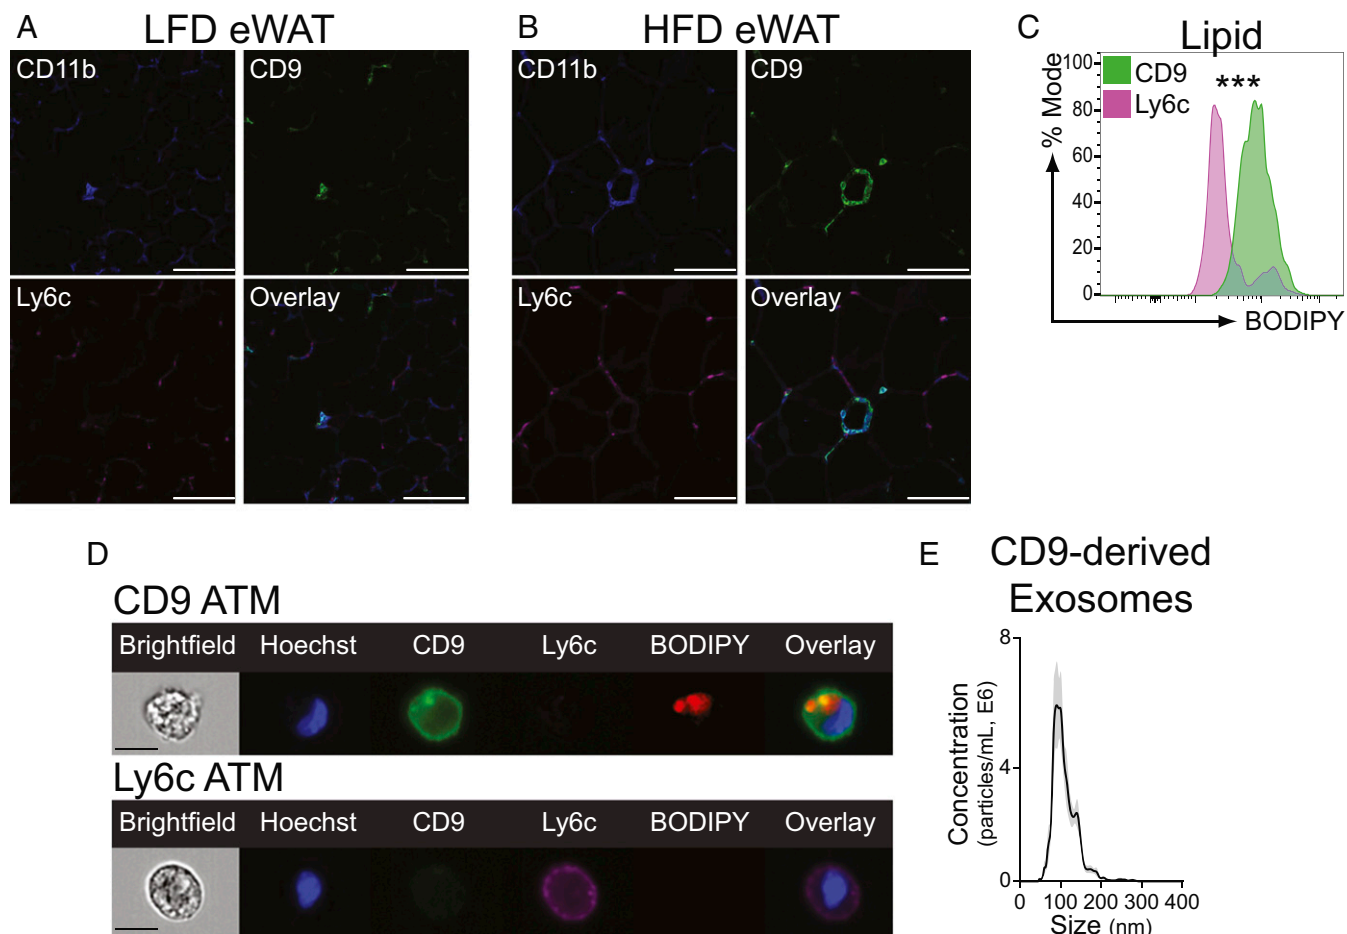 A LFD eWAT
CD11b CD9
Ly6c Overlay
B HFD eWAT
CD11b CD9
Ly6c Overlay
C Lipid
% Mode
100
80
60
40
20
0
CD9
Ly6c
***
BODIPY
D
CD9 ATM
Brightfield Hoechst CD9 Ly6c BODIPY Overlay
Ly6c ATM
Brightfield Hoechst CD9 Ly6c BODIPY Overlay
E CD9-derived
Exosomes
Concentration
(particles/mL, E6)
8
4
0
0 100 200 300 400
Size (nm)